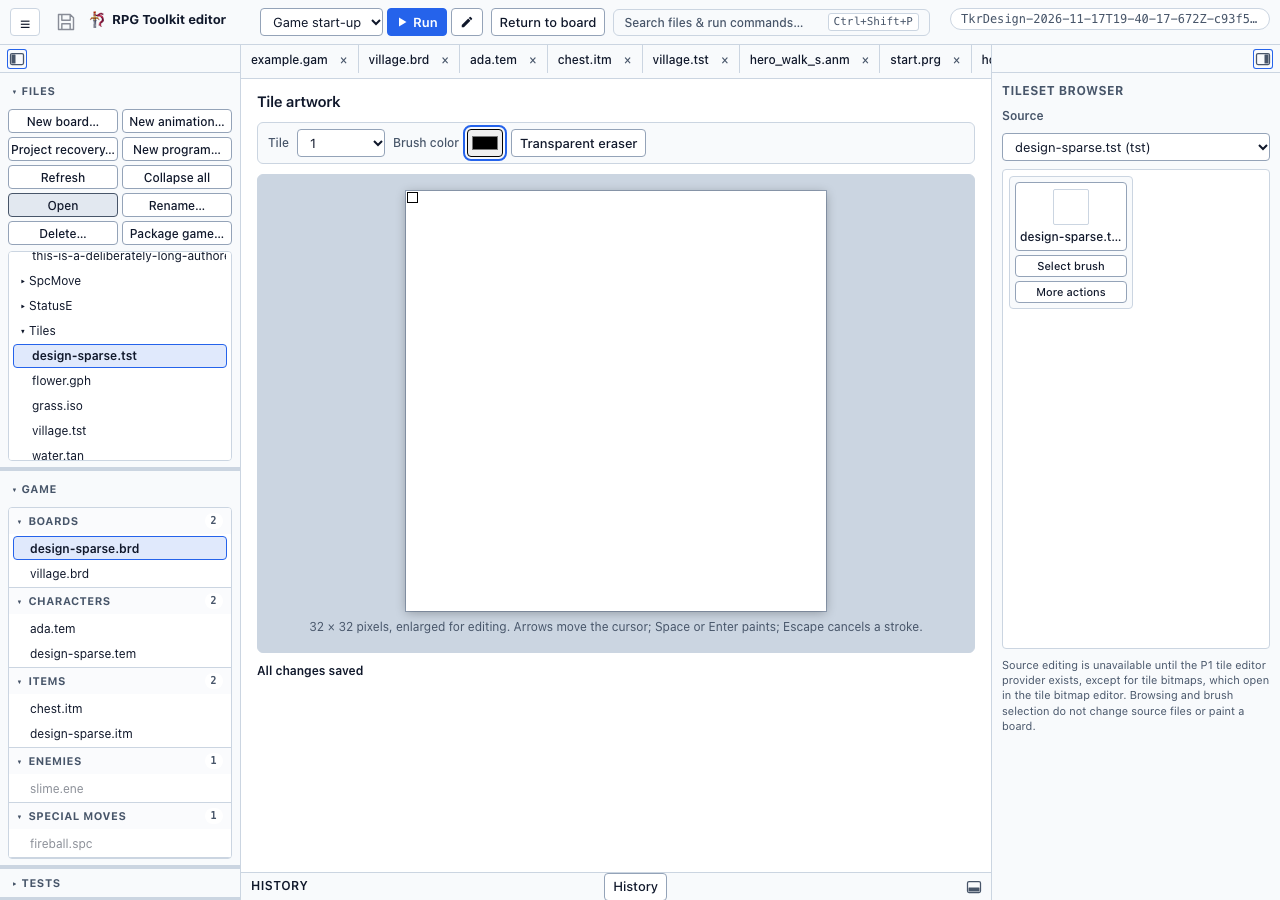 RPG Toolkit editor
Game start-up
Run
Return to board
Search files & run commands...
Ctrl+Shift+P
TkrDesign-2026-11-17T19-40-17-672Z-c93f5…
FILES
New board...
New animation...
Project recovery...
New program...
Refresh
Collapse all
Open
Rename...
Delete...
Package game...
this-is-a-deliberately-long-author
SpcMove
StatusE
Tiles
design-sparse.tst
flower.gph
grass.iso
village.tst
water.tan
GAME
BOARDS 2
design-sparse.brd
village.brd
CHARACTERS 2
ada.tem
design-sparse.tem
ITEMS 2
chest.itm
design-sparse.itm
ENEMIES 1
slime.ene
SPECIAL MOVES 1
fireball.spc
TESTS
example.gam × village.brd × ada.tem × chest.itm × village.tst × hero_walk_s.anm × start.prg ×
Tile artwork
Tile 1 Brush color Transparent eraser
32 × 32 pixels, enlarged for editing. Arrows move the cursor; Space or Enter paints; Escape cancels a stroke.
All changes saved
HISTORY
History
TILESET BROWSER
Source
design-sparse.tst (tst)
design-sparse.t...
Select brush
More actions
Source editing is unavailable until the P1 tile editor
provider exists, except for tile bitmaps, which open
in the tile bitmap editor. Browsing and brush
selection do not change source files or paint a
board.